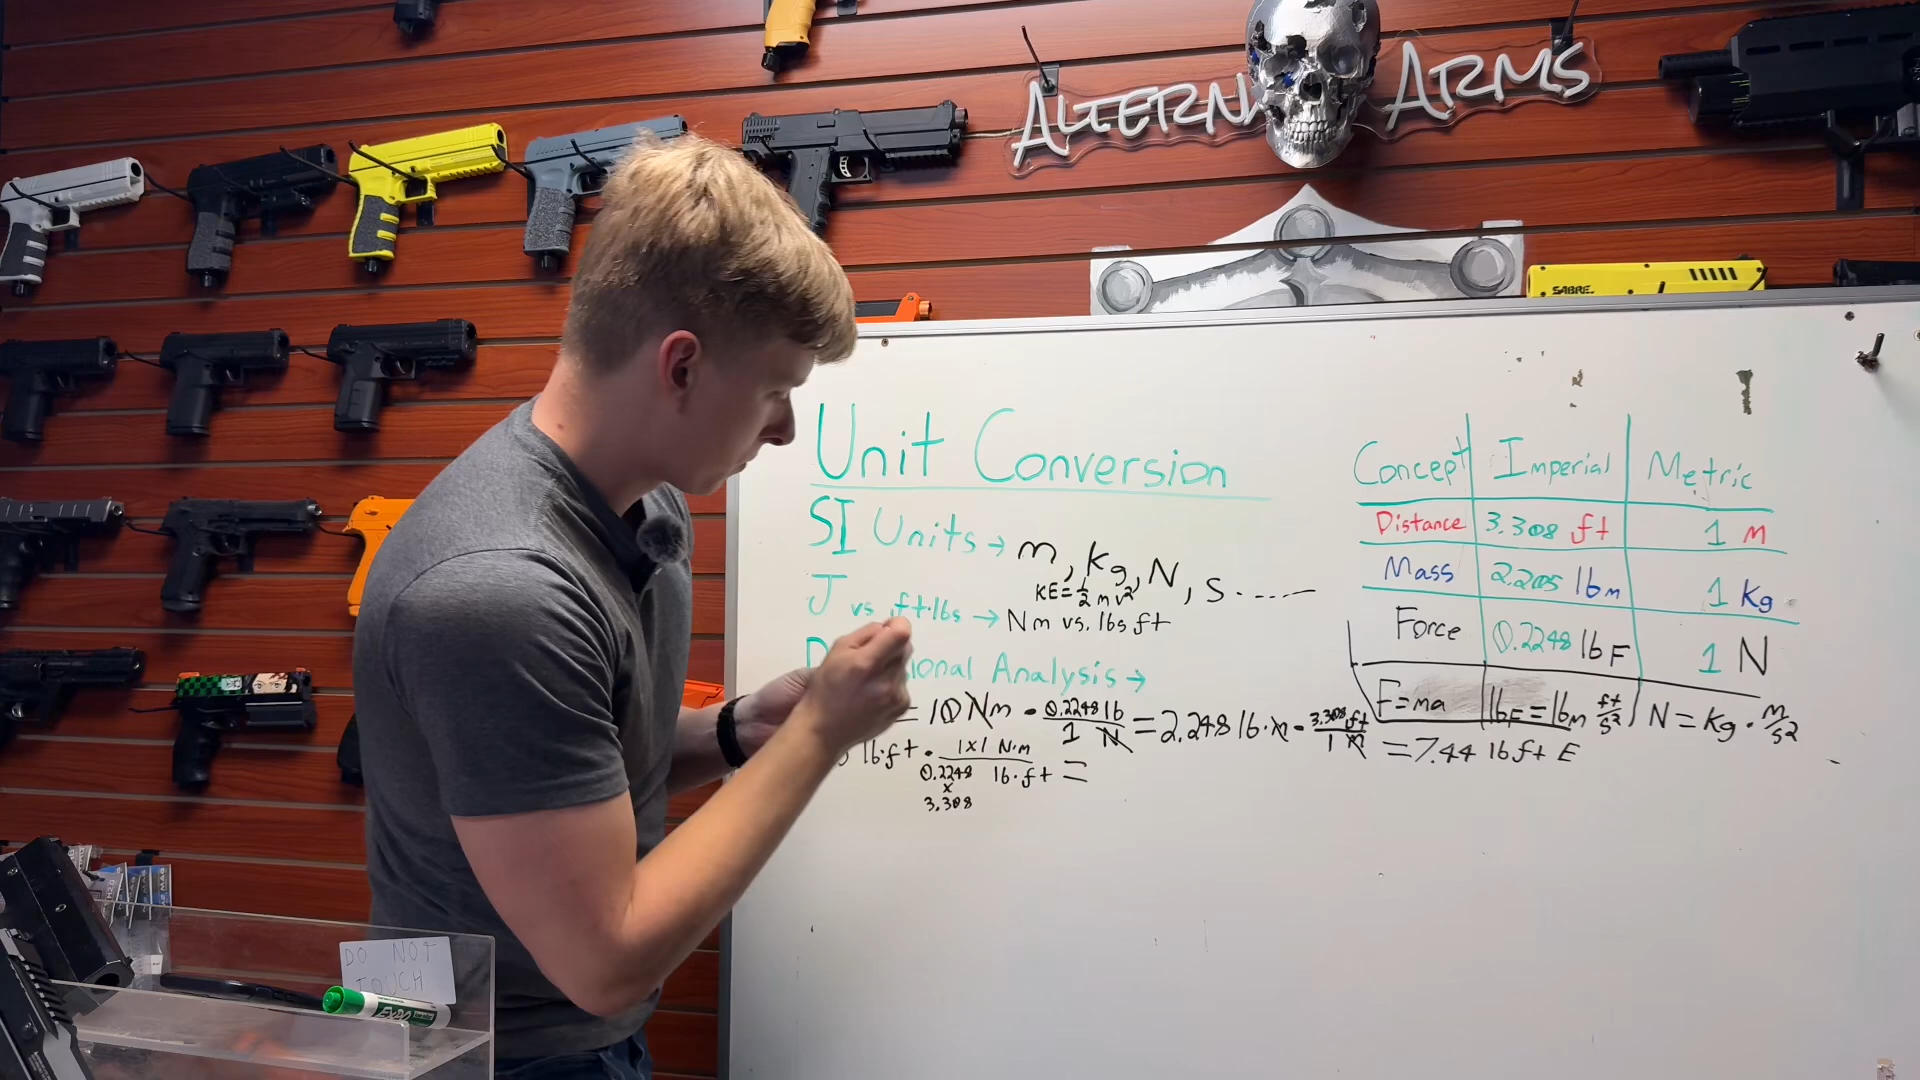 ALTERN ARMS
SABRE
Unit Conversion
SI Units → m, kg, N, s.----
KE=½mv²
J vs ft·lbs → Nm vs. lbs ft
D ional Analysis →
= 10 Nm · 0.2248 lb / 1 N = 2.248 lb·m · 3.308 ft / 1 M = 7.44 lb ft E
lb·ft · 1x1 N·m / 0.2248 x 3.308 lb·ft =
Concept Imperial Metric
Distance 3.308 ft 1 M
Mass 2.205 lbm 1 kg
Force 0.2248 lbF 1 N
F=ma lbF=lbM ft/s² N=kg·m/s²
DO NOT
TOUCH
EXPO